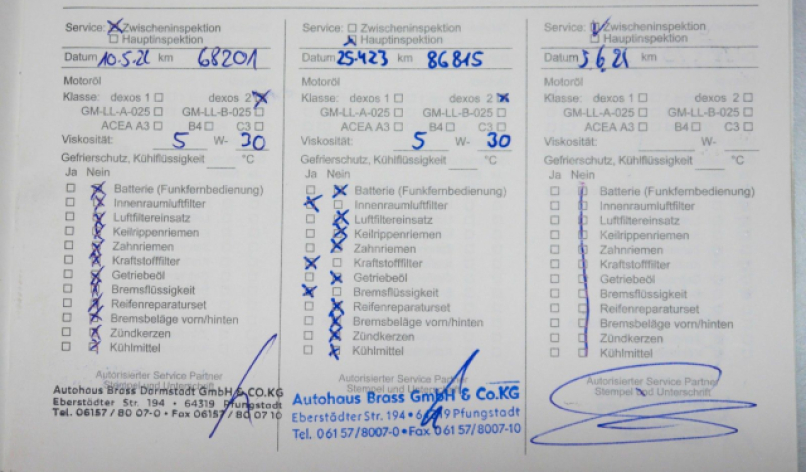 Service: Zwischeninspektion
Hauptinspektion
Datum 10.5.21 km 68201
Motoröl
Klasse: dexos 1 dexos 2
GM-LL-A-025 GM-LL-B-025
ACEA A3 B4 C3
Viskosität: 5 W- 30
Gefrierschutz, Kühlflüssigkeit °C
Ja Nein
Batterie (Funkfernbedienung)
Innenraumluftfilter
Luftfiltereinsatz
Keilrippenriemen
Zahnriemen
Kraftstofffilter
Getriebeöl
Bremsflüssigkeit
Reifenreparaturset
Bremsbeläge vorn/hinten
Zündkerzen
Kühlmittel
Autorisierter Service Partner
Stempel und Unterschrift
Autohaus Brass Darmstadt GmbH & CO.KG
Eberstädter Str. 194 • 64319 Pfungstadt
Tel. 06157 / 80 07-0 • Fax 06157 / 80 07 10
Service: Zwischeninspektion
Hauptinspektion
Datum 25.4.23 km 86815
Motoröl
Klasse: dexos 1 dexos 2
GM-LL-A-025 GM-LL-B-025
ACEA A3 B4 C3
Viskosität: 5 W- 30
Gefrierschutz, Kühlflüssigkeit °C
Ja Nein
Batterie (Funkfernbedienung)
Innenraumluftfilter
Luftfiltereinsatz
Keilrippenriemen
Zahnriemen
Kraftstofffilter
Getriebeöl
Bremsflüssigkeit
Reifenreparaturset
Bremsbeläge vorn/hinten
Zündkerzen
Kühlmittel
Autorisierter Service Partner
Stempel und Unterschrift
Autohaus Brass GmbH & Co.KG
Eberstädter Str. 194 • 64319 Pfungstadt
Tel. 06157/8007-0 • Fax 06157/8007-10
Service: Zwischeninspektion
Hauptinspektion
Datum km
Motoröl
Klasse: dexos 1 dexos 2
GM-LL-A-025 GM-LL-B-025
ACEA A3 B4 C3
Viskosität: W-
Gefrierschutz, Kühlflüssigkeit °C
Ja Nein
Batterie (Funkfernbedienung)
Innenraumluftfilter
Luftfiltereinsatz
Keilrippenriemen
Zahnriemen
Kraftstofffilter
Getriebeöl
Bremsflüssigkeit
Reifenreparaturset
Bremsbeläge vorn/hinten
Zündkerzen
Kühlmittel
Autorisierter Service Partner
Stempel und Unterschrift